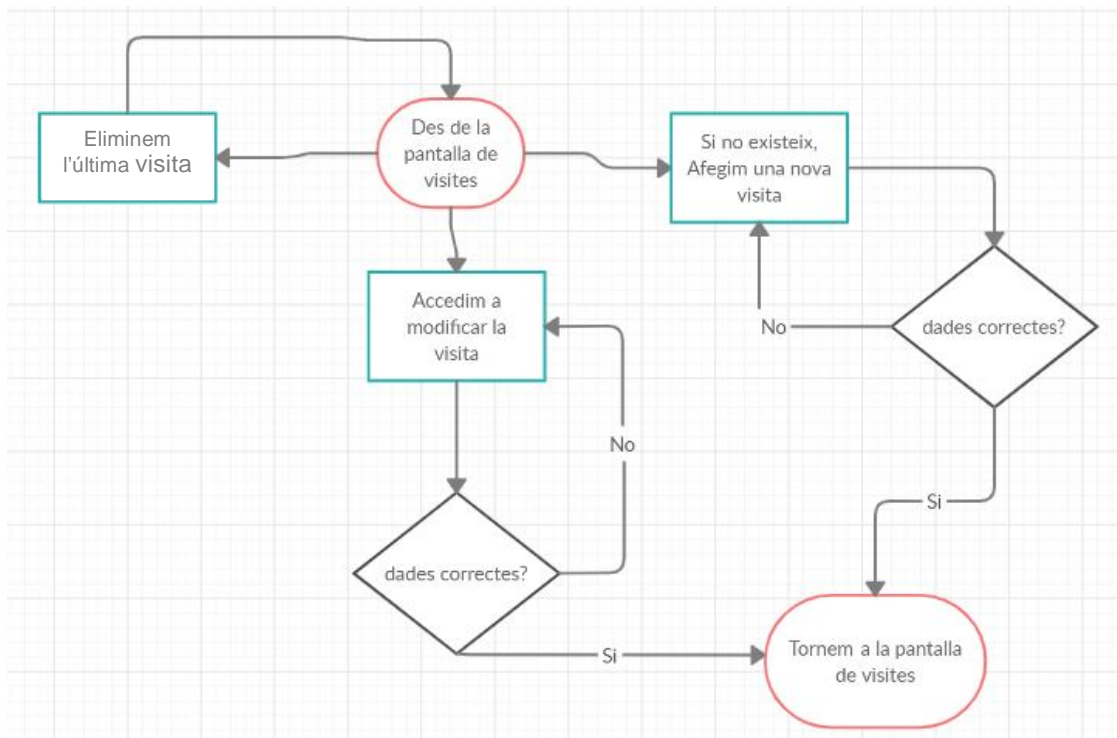 Eliminem
l'última visita
Des de la
pantalla de
visites
Si no existeix,
Afegim una nova
visita
Accedim a
modificar la
visita
No
dades correctes?
No
Si
dades correctes?
Si
Tornem a la pantalla
de visites